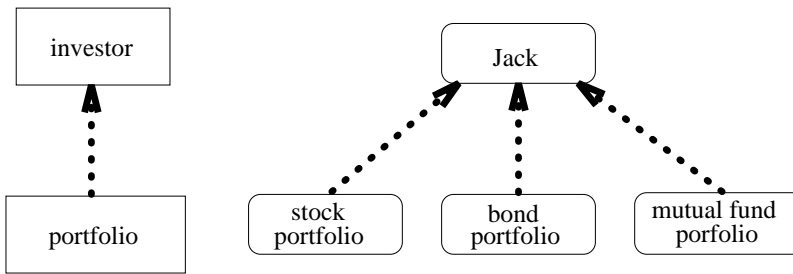 investor
Jack
portfolio
stock
portfolio
bond
portfolio
mutual fund
porfolio